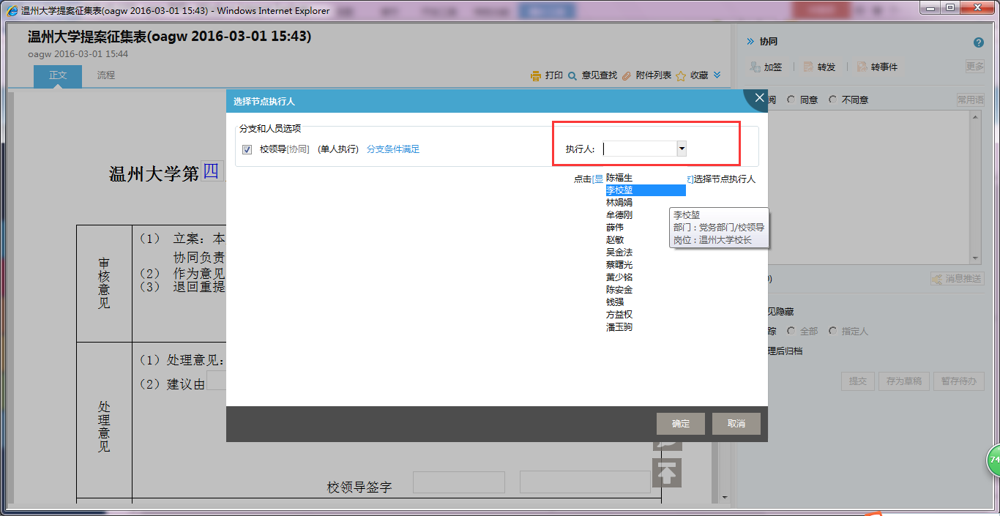 温州大学提案征集表(oagw 2016-03-01 15:43) - Windows Internet Explorer
温州大学提案征集表(oagw 2016-03-01 15:43)
oagw 2016-03-01 15:44
正文 流程
打印 意见查找 附件列表 收藏
协同
加签 转发 转事件 更多
阅 同意 不同意 常用语
选择节点执行人
分支和人员选项
校领导[协同] (单人执行) 分支条件满足
执行人:
点击[显 选择节点执行人
陈福生
李校堃
林娟娟
牟德刚
薛伟
赵敏
吴金法
蔡曙光
黄少铭
陈安金
钱强
方益权
潘玉驹
李校堃
部门：党务部门/校领导
岗位：温州大学校长
确定 取消
温州大学第四
审核意见
(1) 立案：本
协同负责
(2) 作为意见
(3) 退回重提
处理意见
(1) 处理意见：
(2) 建议由
校领导签字
消息推送
见隐藏
踪 全部 指定人
理后归档
提交 存为草稿 暂存待办
74